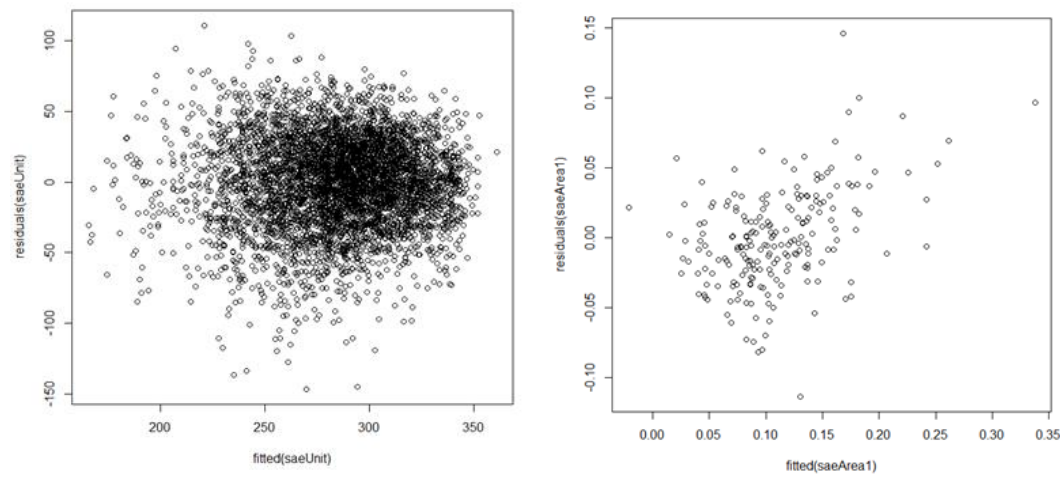 100
50
0
-50
-100
-150
residuals(saeUnit)
200 250 300 350
fitted(saeUnit)
0.15
0.10
0.05
0.00
-0.05
-0.10
residuals(saeArea1)
0.00 0.05 0.10 0.15 0.20 0.25 0.30 0.35
fitted(saeArea1)